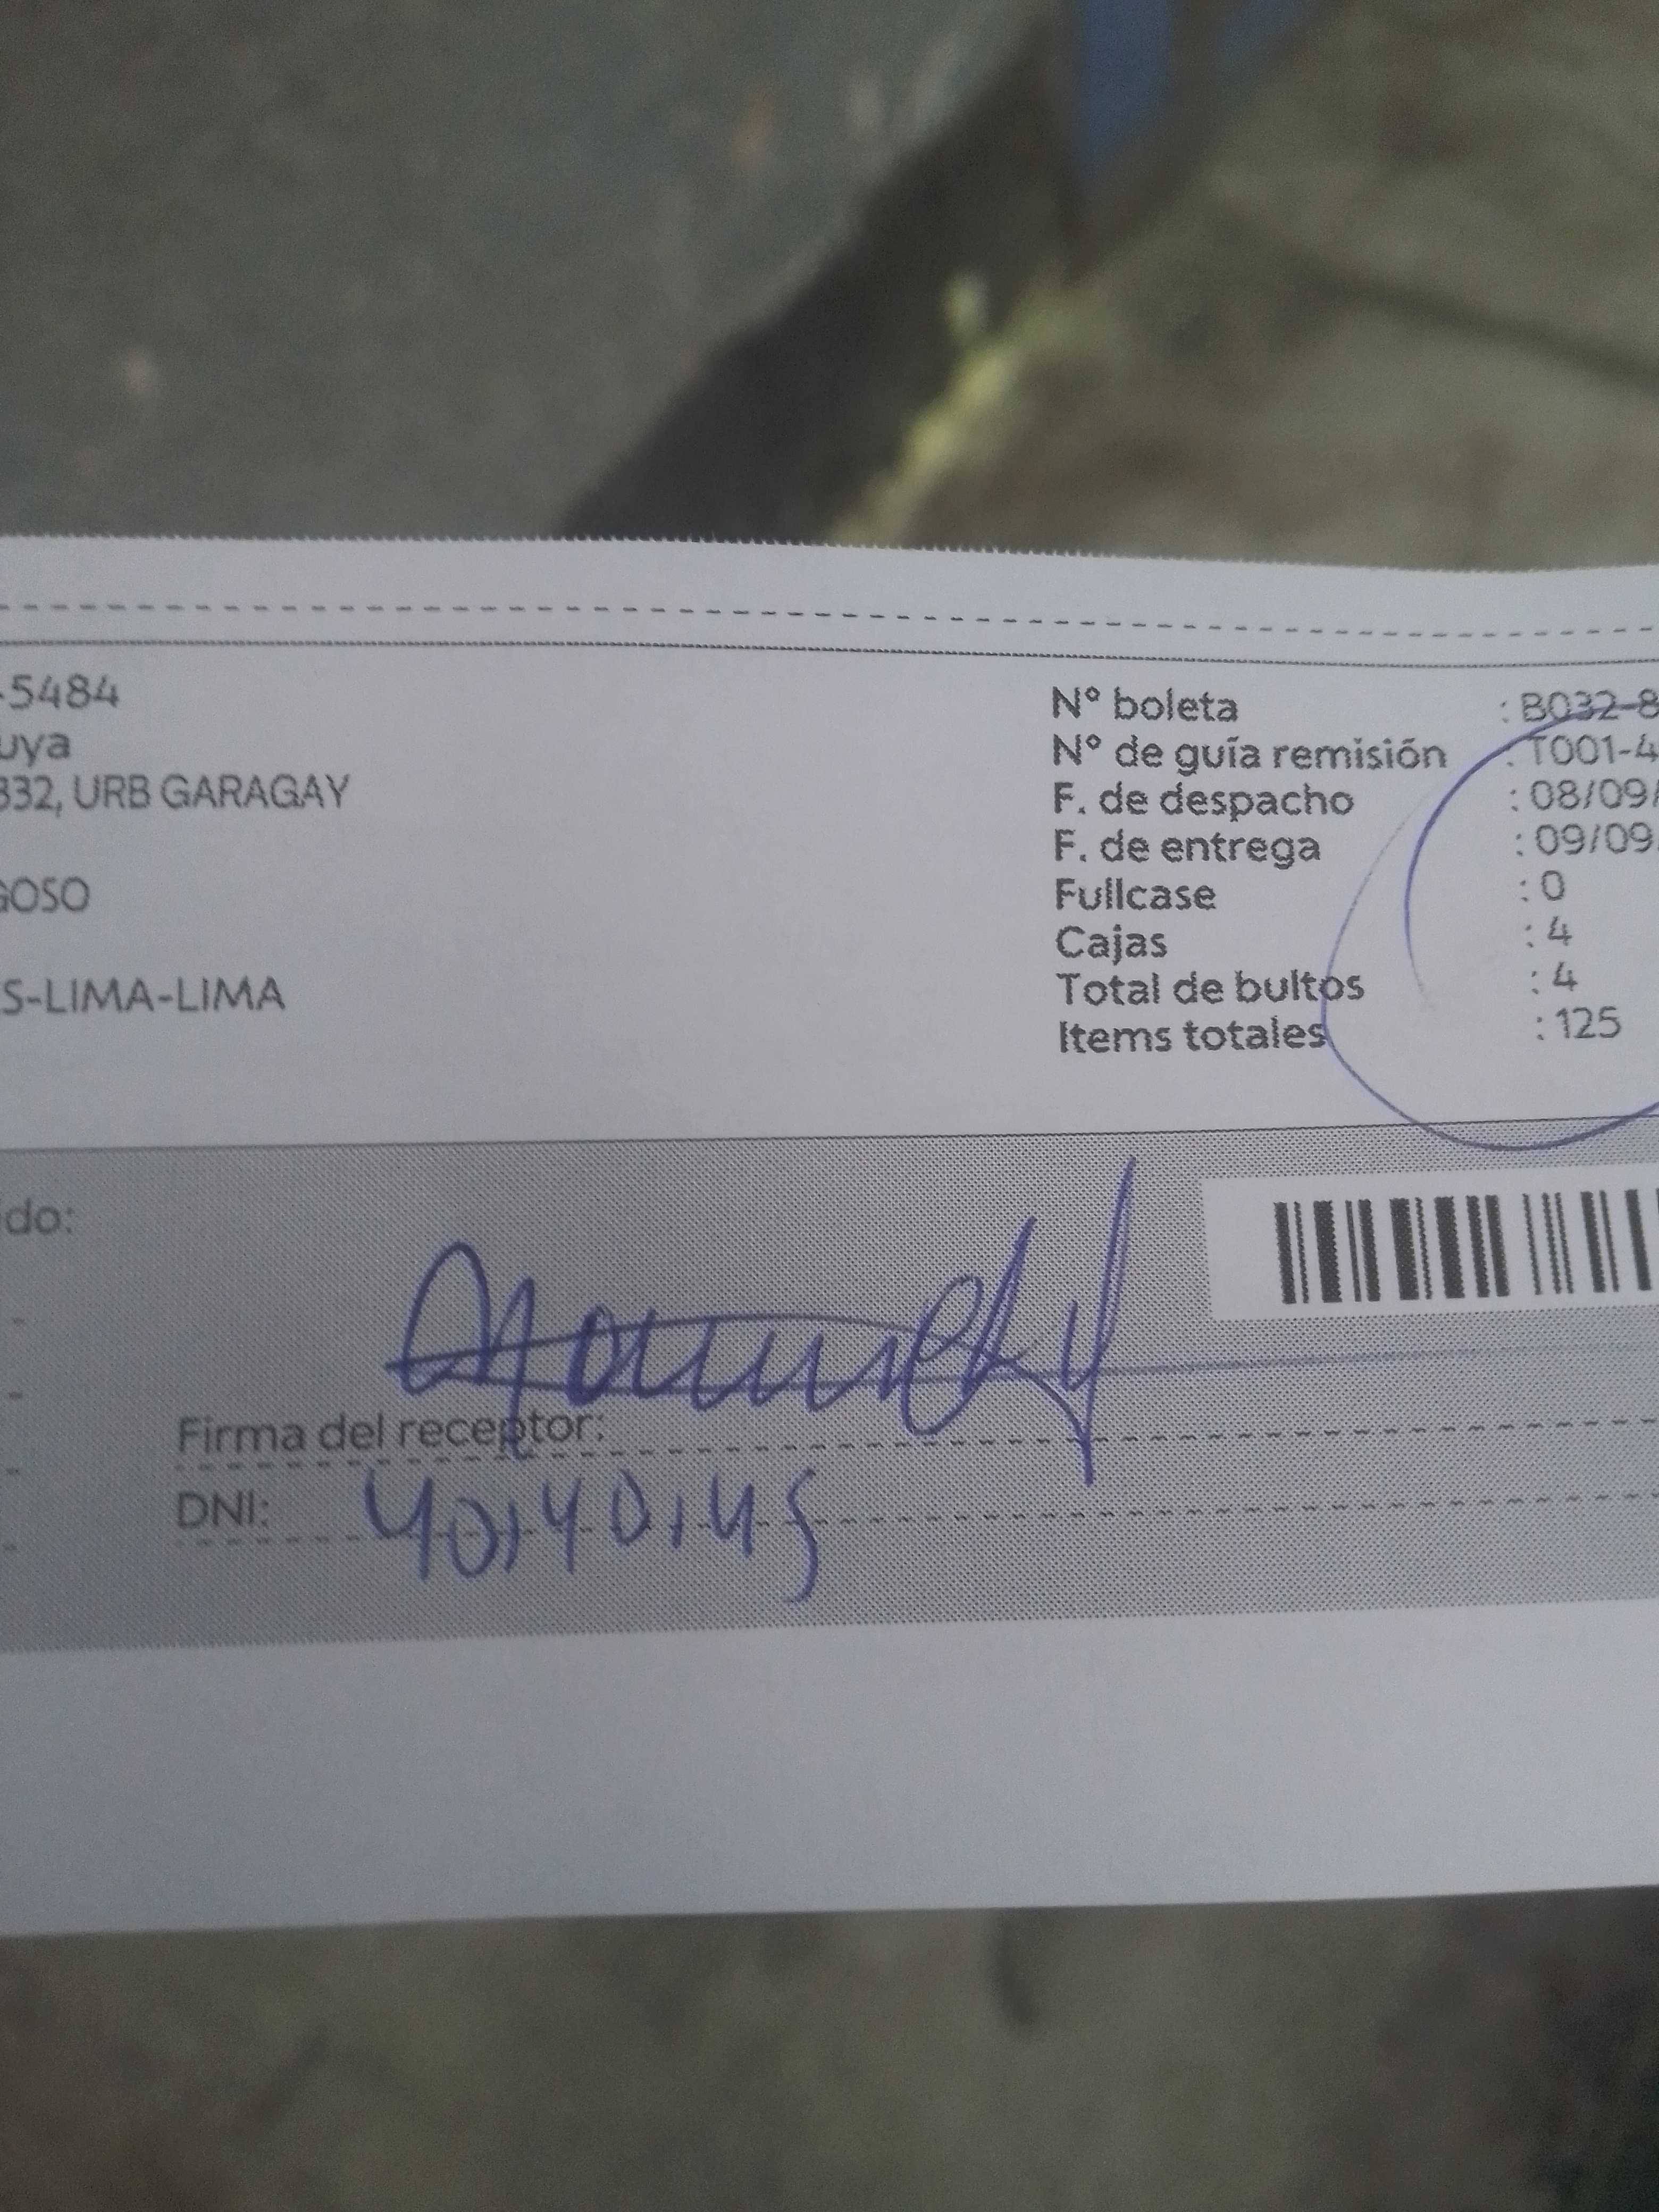 -5484
uya
332, URB GARAGAY
GOSO
S-LIMA-LIMA
N° boleta : B032-8
N° de guía remisión : T001-4
F. de despacho : 08/09/
F. de entrega : 09/09
Fullcase : 0
Cajas : 4
Total de bultos : 4
Items totales : 125
ido:
Firma del receptor:
DNI: 40140145